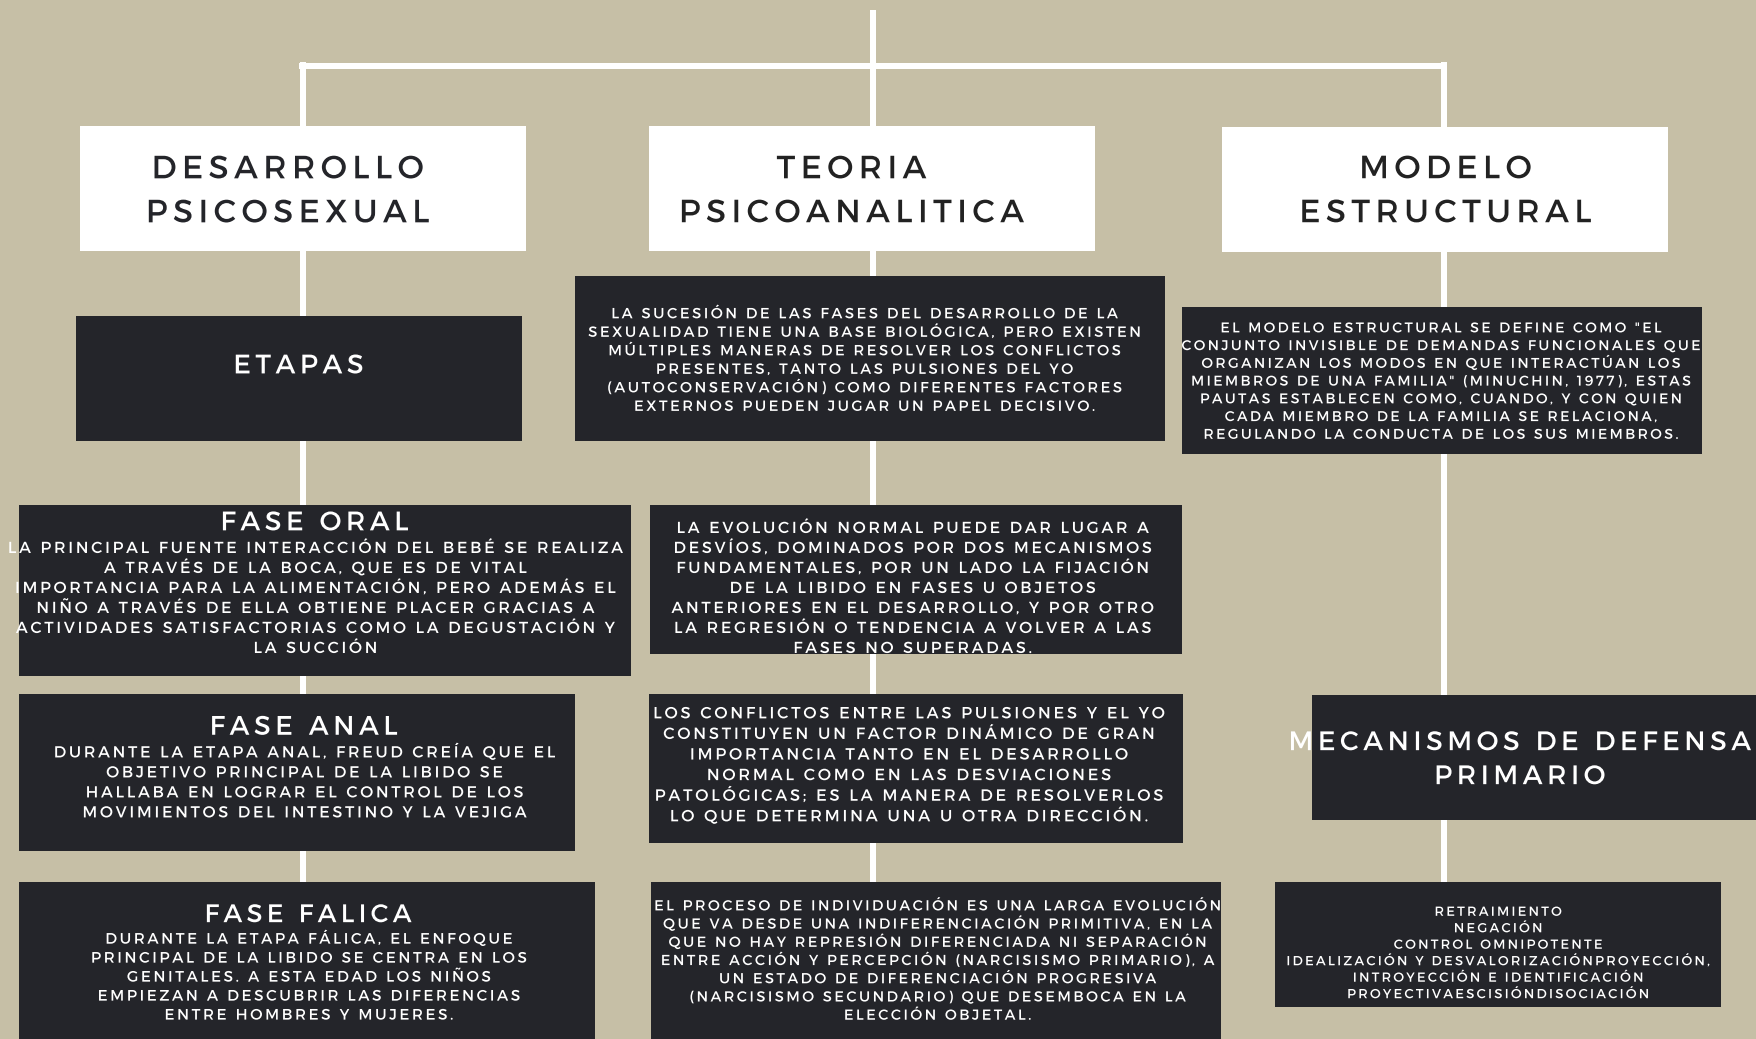 DESARROLLO
PSICOSEXUAL
ETAPAS
FASE ORAL
LA PRINCIPAL FUENTE INTERACCIÓN DEL BEBÉ SE REALIZA
A TRAVÉS DE LA BOCA, QUE ES DE VITAL
IMPORTANCIA PARA LA ALIMENTACIÓN, PERO ADEMÁS EL
NIÑO A TRAVÉS DE ELLA OBTIENE PLACER GRACIAS A
ACTIVIDADES SATISFACTORIAS COMO LA DEGUSTACIÓN Y
LA SUCCIÓN
FASE ANAL
DURANTE LA ETAPA ANAL, FREUD CREÍA QUE EL
OBJETIVO PRINCIPAL DE LA LIBIDO SE
HALLABA EN LOGRAR EL CONTROL DE LOS
MOVIMIENTOS DEL INTESTINO Y LA VEJIGA
FASE FALICA
DURANTE LA ETAPA FÁLICA, EL ENFOQUE
PRINCIPAL DE LA LIBIDO SE CENTRA EN LOS
GENITALES. A ESTA EDAD LOS NIÑOS
EMPIEZAN A DESCUBRIR LAS DIFERENCIAS
ENTRE HOMBRES Y MUJERES.
TEORIA
PSICOANALITICA
LA SUCESIÓN DE LAS FASES DEL DESARROLLO DE LA
SEXUALIDAD TIENE UNA BASE BIOLÓGICA, PERO EXISTEN
MÚLTIPLES MANERAS DE RESOLVER LOS CONFLICTOS
PRESENTES, TANTO LAS PULSIONES DEL YO
(AUTOCONSERVACIÓN) COMO DIFERENTES FACTORES
EXTERNOS PUEDEN JUGAR UN PAPEL DECISIVO.
LA EVOLUCIÓN NORMAL PUEDE DAR LUGAR A
DESVÍOS, DOMINADOS POR DOS MECANISMOS
FUNDAMENTALES, POR UN LADO LA FIJACIÓN
DE LA LIBIDO EN FASES U OBJETOS
ANTERIORES EN EL DESARROLLO, Y POR OTRO
LA REGRESIÓN O TENDENCIA A VOLVER A LAS
FASES NO SUPERADAS.
LOS CONFLICTOS ENTRE LAS PULSIONES Y EL YO
CONSTITUYEN UN FACTOR DINÁMICO DE GRAN
IMPORTANCIA TANTO EN EL DESARROLLO
NORMAL COMO EN LAS DESVIACIONES
PATOLÓGICAS; ES LA MANERA DE RESOLVERLOS
LO QUE DETERMINA UNA U OTRA DIRECCIÓN.
EL PROCESO DE INDIVIDUACIÓN ES UNA LARGA EVOLUCIÓN
QUE VA DESDE UNA INDIFERENCIACIÓN PRIMITIVA, EN LA
QUE NO HAY REPRESIÓN DIFERENCIADA NI SEPARACIÓN
ENTRE ACCIÓN Y PERCEPCIÓN (NARCISISMO PRIMARIO), A
UN ESTADO DE DIFERENCIACIÓN PROGRESIVA
(NARCISISMO SECUNDARIO) QUE DESEMBOCA EN LA
ELECCIÓN OBJETAL.
MODELO
ESTRUCTURAL
EL MODELO ESTRUCTURAL SE DEFINE COMO "EL
CONJUNTO INVISIBLE DE DEMANDAS FUNCIONALES QUE
ORGANIZAN LOS MODOS EN QUE INTERACTÚAN LOS
MIEMBROS DE UNA FAMILIA" (MINUCHIN, 1977), ESTAS
PAUTAS ESTABLECEN COMO, CUANDO, Y CON QUIEN
CADA MIEMBRO DE LA FAMILIA SE RELACIONA,
REGULANDO LA CONDUCTA DE LOS SUS MIEMBROS.
MECANISMOS DE DEFENSA
PRIMARIO
RETRAIMIENTO
NEGACIÓN
CONTROL OMNIPOTENTE
IDEALIZACIÓN Y DESVALORIZACIÓNPROYECCIÓN,
INTROYECCIÓN E IDENTIFICACIÓN
PROYECTIVAESCISIÓNDISOCIACIÓN